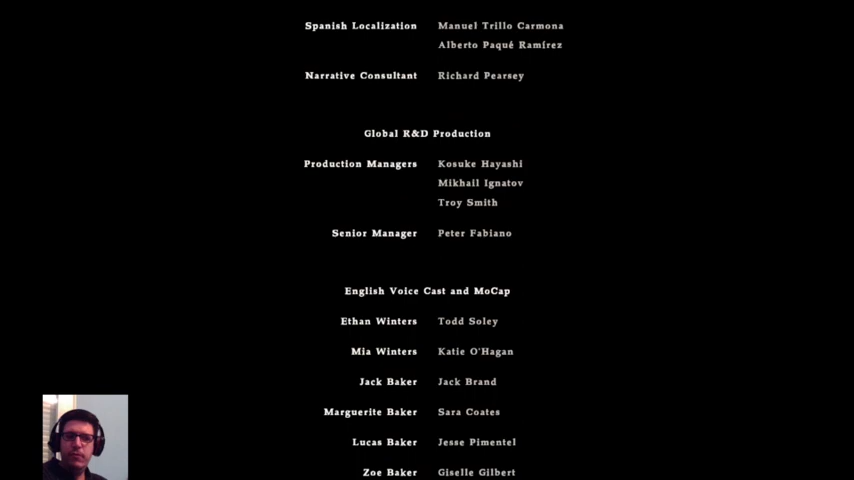 Spanish Localization Manuel Trillo Carmona
Alberto Paqué Ramírez
Narrative Consultant Richard Pearsey
Global R&D Production
Production Managers Kosuke Hayashi
Mikhail Ignatov
Troy Smith
Senior Manager Peter Fabiano
English Voice Cast and MoCap
Ethan Winters Todd Soley
Mia Winters Katie O'Hagan
Jack Baker Jack Brand
Marguerite Baker Sara Coates
Lucas Baker Jesse Pimentel
Zoe Baker Giselle Gilbert